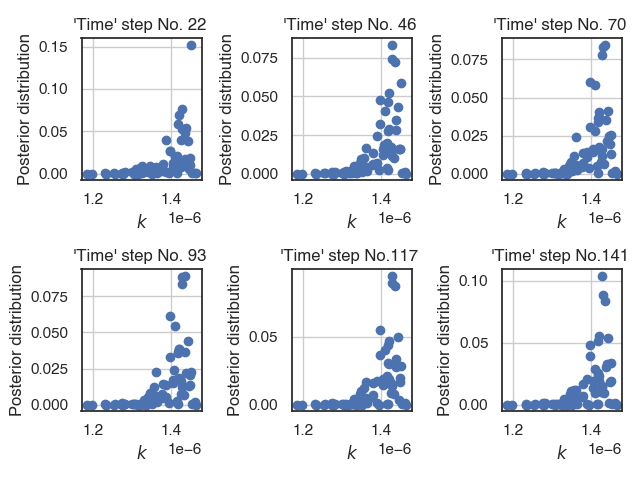 'Time' step No. 22
'Time' step No. 46
'Time' step No. 70
Posterior distribution
0.15
0.10
0.05
0.00
1.2
1.4
1e−6
k
Posterior distribution
0.075
0.050
0.025
0.000
1.2
1.4
1e−6
k
Posterior distribution
0.075
0.050
0.025
0.000
1.2
1.4
1e−6
k
'Time' step No. 93
'Time' step No.117
'Time' step No.141
Posterior distribution
0.075
0.050
0.025
0.000
1.2
1.4
1e−6
k
Posterior distribution
0.05
0.00
1.2
1.4
1e−6
k
Posterior distribution
0.10
0.05
0.00
1.2
1.4
1e−6
k